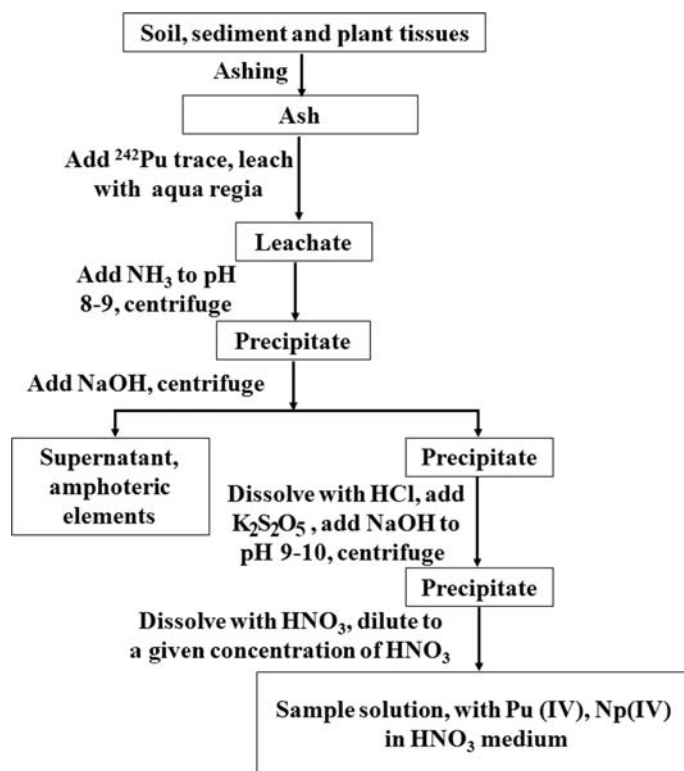 Soil, sediment and plant tissues
Ashing
Ash
Add ²⁴²Pu trace, leach
with aqua regia
Leachate
Add NH₃ to pH
8-9, centrifuge
Precipitate
Add NaOH, centrifuge
Supernatant,
amphoteric
elements
Precipitate
Dissolve with HCl, add
K₂S₂O₅ , add NaOH to
pH 9-10, centrifuge
Precipitate
Dissolve with HNO₃, dilute to
a given concentration of HNO₃
Sample solution, with Pu (IV), Np(IV)
in HNO₃ medium